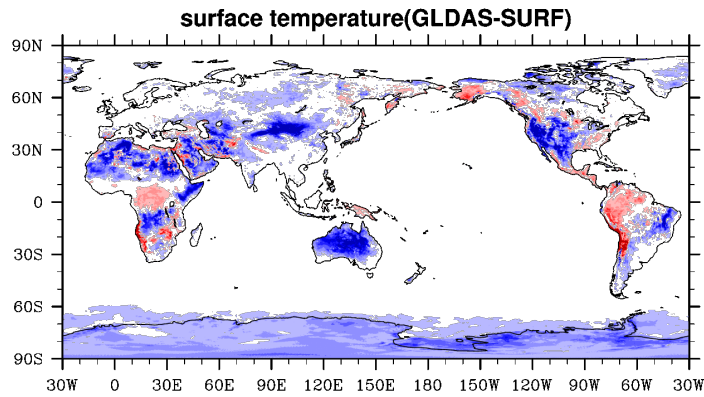 surface temperature(GLDAS-SURF)
90N
60N
30N
0
30S
60S
90S
30W 0 30E 60E 90E 120E 150E 180 150W 120W 90W 60W 30W